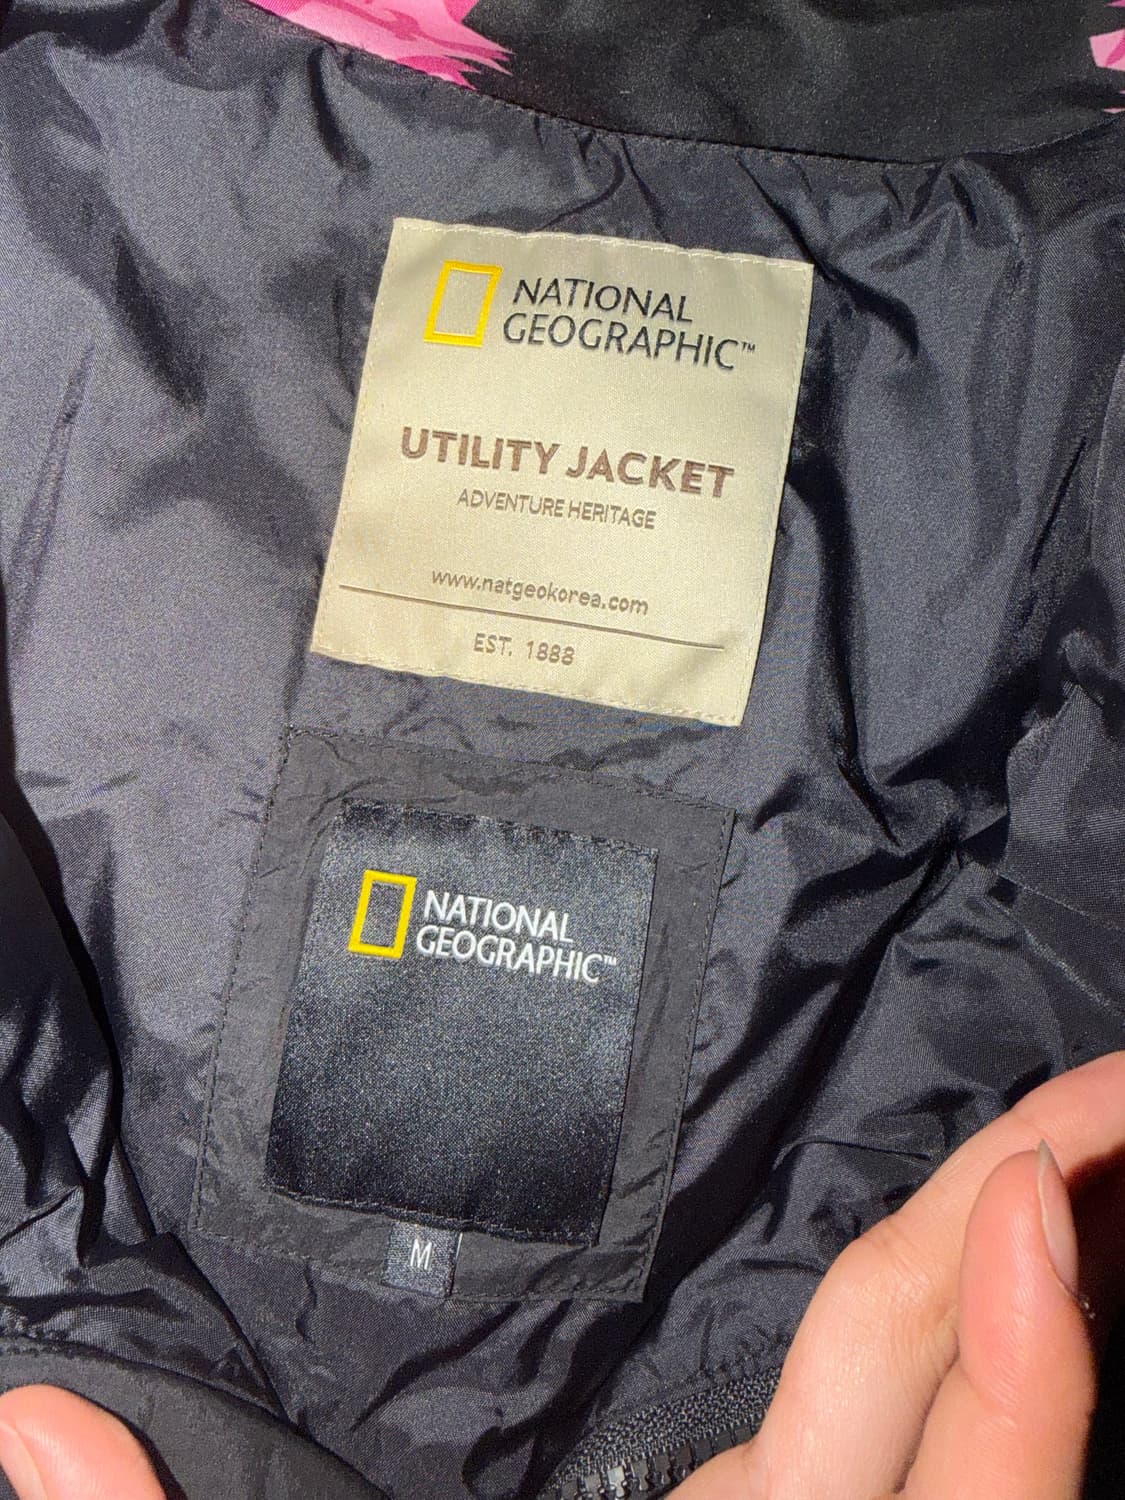 NATIONAL
GEOGRAPHIC™
UTILITY JACKET
ADVENTURE HERITAGE
www.natgeokorea.com
EST. 1888
NATIONAL
GEOGRAPHIC™
M